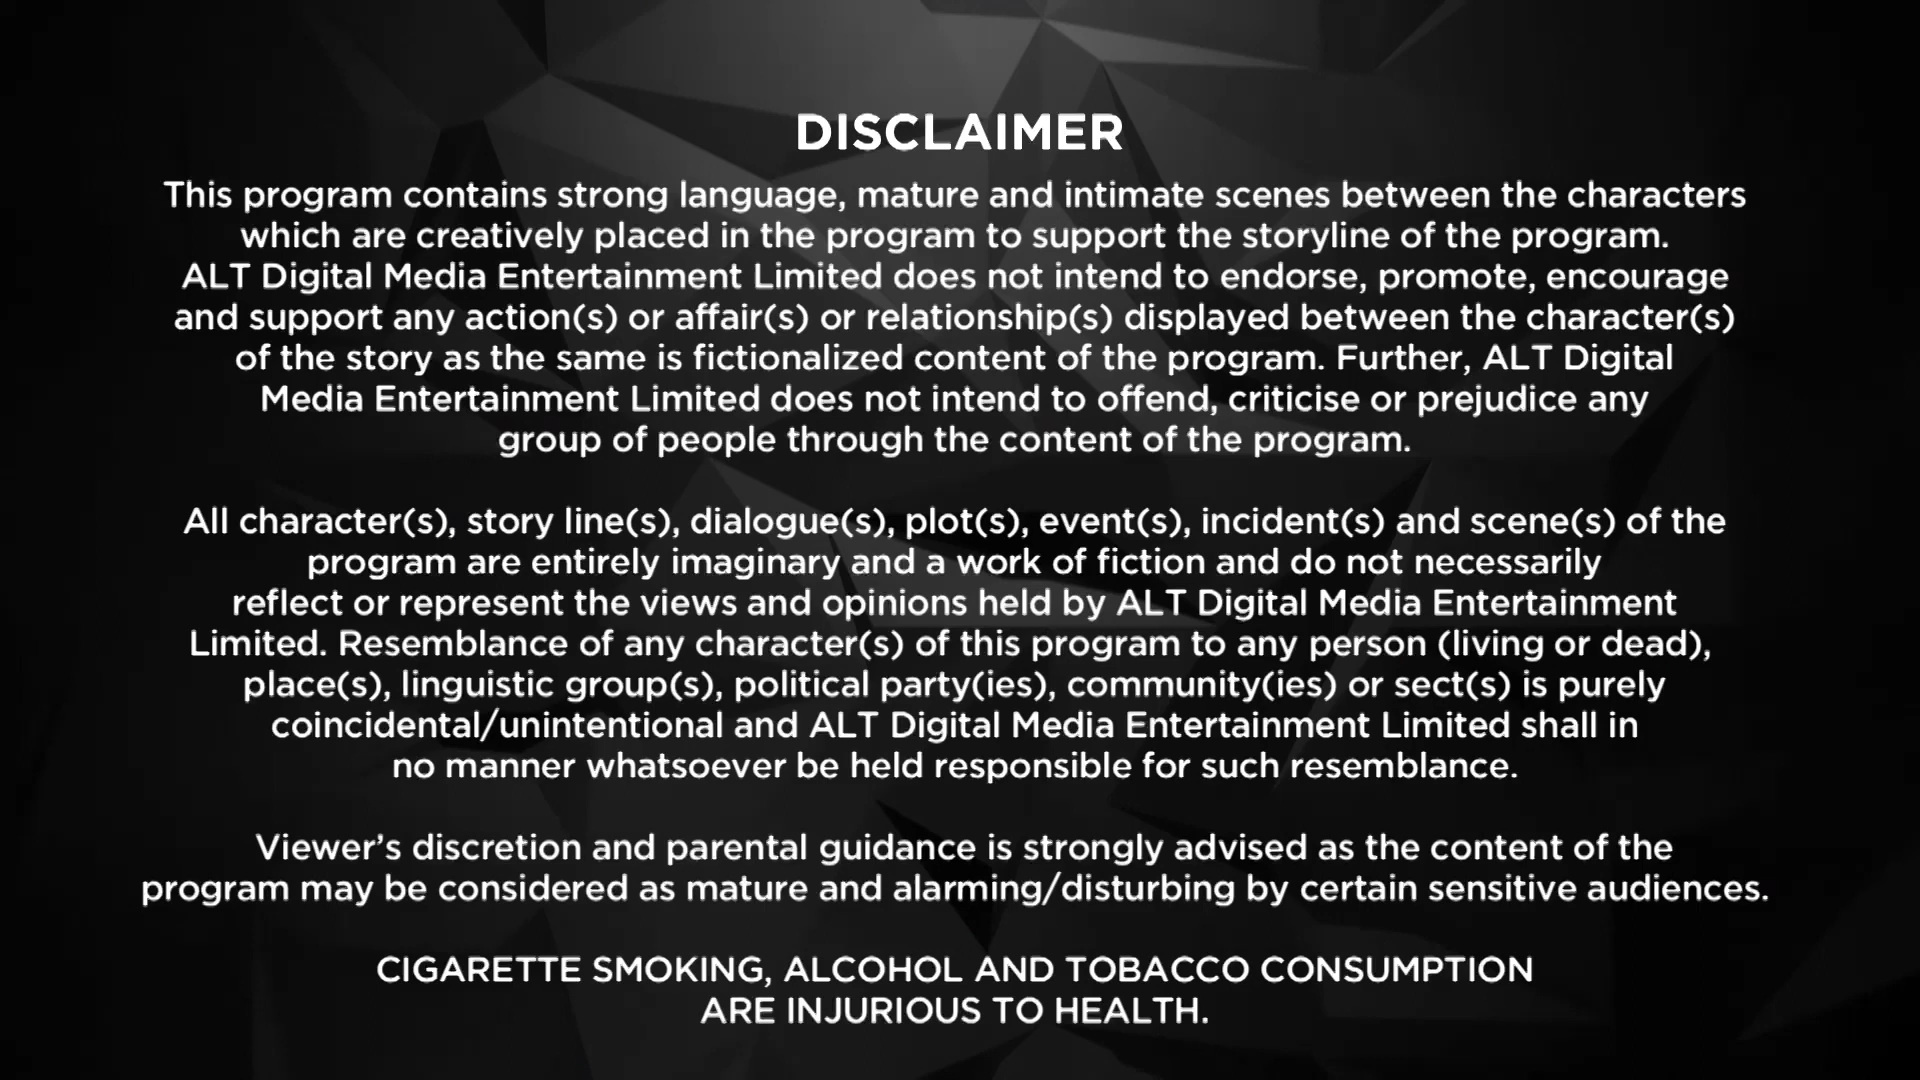 DISCLAIMER
This program contains strong language, mature and intimate scenes between the characters
which are creatively placed in the program to support the storyline of the program.
ALT Digital Media Entertainment Limited does not intend to endorse, promote, encourage
and support any action(s) or affair(s) or relationship(s) displayed between the character(s)
of the story as the same is fictionalized content of the program. Further, ALT Digital
Media Entertainment Limited does not intend to offend, criticise or prejudice any
group of people through the content of the program.
All character(s), story line(s), dialogue(s), plot(s), event(s), incident(s) and scene(s) of the
program are entirely imaginary and a work of fiction and do not necessarily
reflect or represent the views and opinions held by ALT Digital Media Entertainment
Limited. Resemblance of any character(s) of this program to any person (living or dead),
place(s), linguistic group(s), political party(ies), community(ies) or sect(s) is purely
coincidental/unintentional and ALT Digital Media Entertainment Limited shall in
no manner whatsoever be held responsible for such resemblance.
Viewer’s discretion and parental guidance is strongly advised as the content of the
program may be considered as mature and alarming/disturbing by certain sensitive audiences.
CIGARETTE SMOKING, ALCOHOL AND TOBACCO CONSUMPTION
ARE INJURIOUS TO HEALTH.